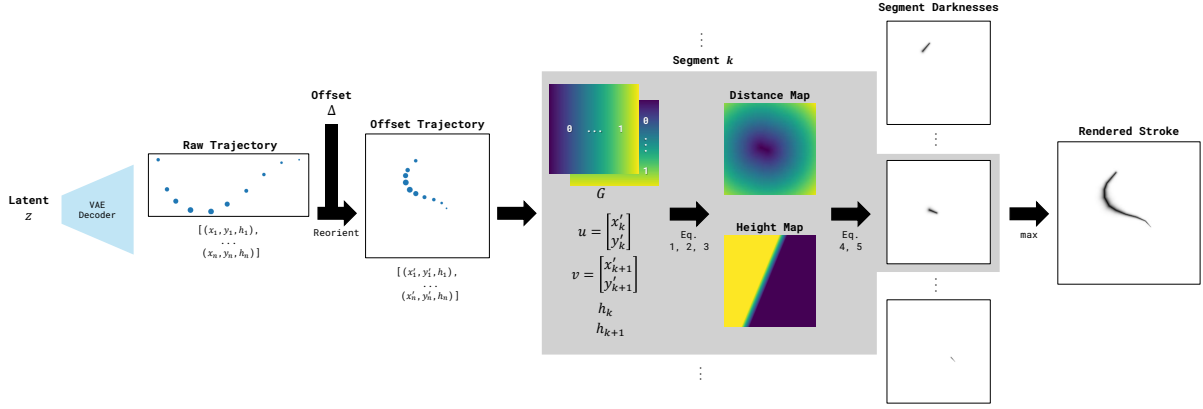 Latent
z
VAE
Decoder
Raw Trajectory
[(x₁, y₁, h₁),
...
(xₙ, yₙ, hₙ)]
Offset
Δ
Reorient
Offset Trajectory
[(x′₁, y′₁, h₁),
...
(x′ₙ, y′ₙ, hₙ)]
⋮
Segment k
0 ... 1
0
⋮
1
G
u = [x′ₖ
y′ₖ]
v = [x′ₖ₊₁
y′ₖ₊₁]
hₖ
hₖ₊₁
Eq.
1, 2, 3
Distance Map
Height Map
⋮
Eq.
4, 5
Segment Darknesses
⋮
⋮
max
Rendered Stroke